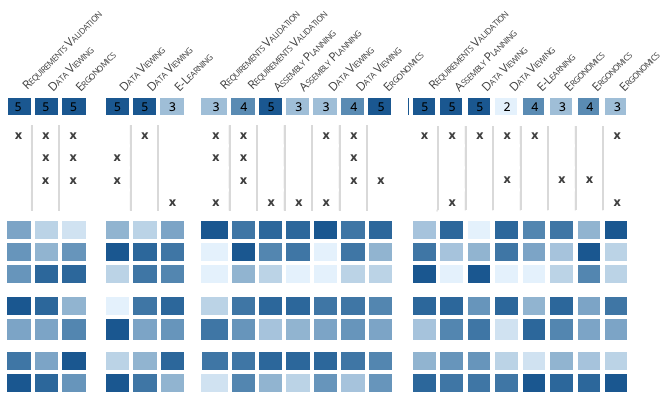 Requirements Validation
Data Viewing
Ergonomics
Data Viewing
Data Viewing
E-Learning
Requirements Validation
Requirements Validation
Assembly Planning
Assembly Planning
Data Viewing
Data Viewing
Ergonomics
Requirements Validation
Assembly Planning
Data Viewing
Data Viewing
E-Learning
Ergonomics
Ergonomics
Ergonomics
5 5 5 5 5 3 3 4 5 3 3 4 5 5 5 5 2 4 3 4 3
x x x x x x x x x x x x x x x
x x x x x x
x x x x x x x x x
x x x x x x x